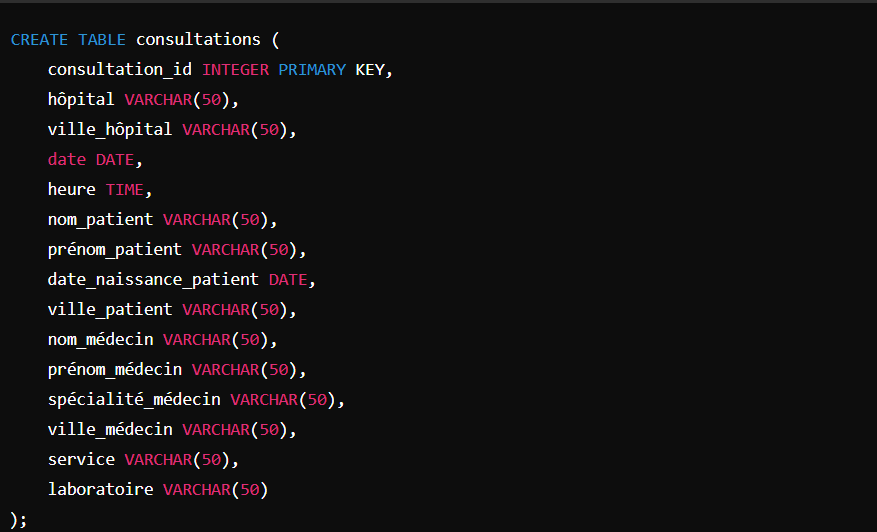 CREATE TABLE consultations (
    consultation_id INTEGER PRIMARY KEY,
    hôpital VARCHAR(50),
    ville_hôpital VARCHAR(50),
    date DATE,
    heure TIME,
    nom_patient VARCHAR(50),
    prénom_patient VARCHAR(50),
    date_naissance_patient DATE,
    ville_patient VARCHAR(50),
    nom_médecin VARCHAR(50),
    prénom_médecin VARCHAR(50),
    spécialité_médecin VARCHAR(50),
    ville_médecin VARCHAR(50),
    service VARCHAR(50),
    laboratoire VARCHAR(50)
);